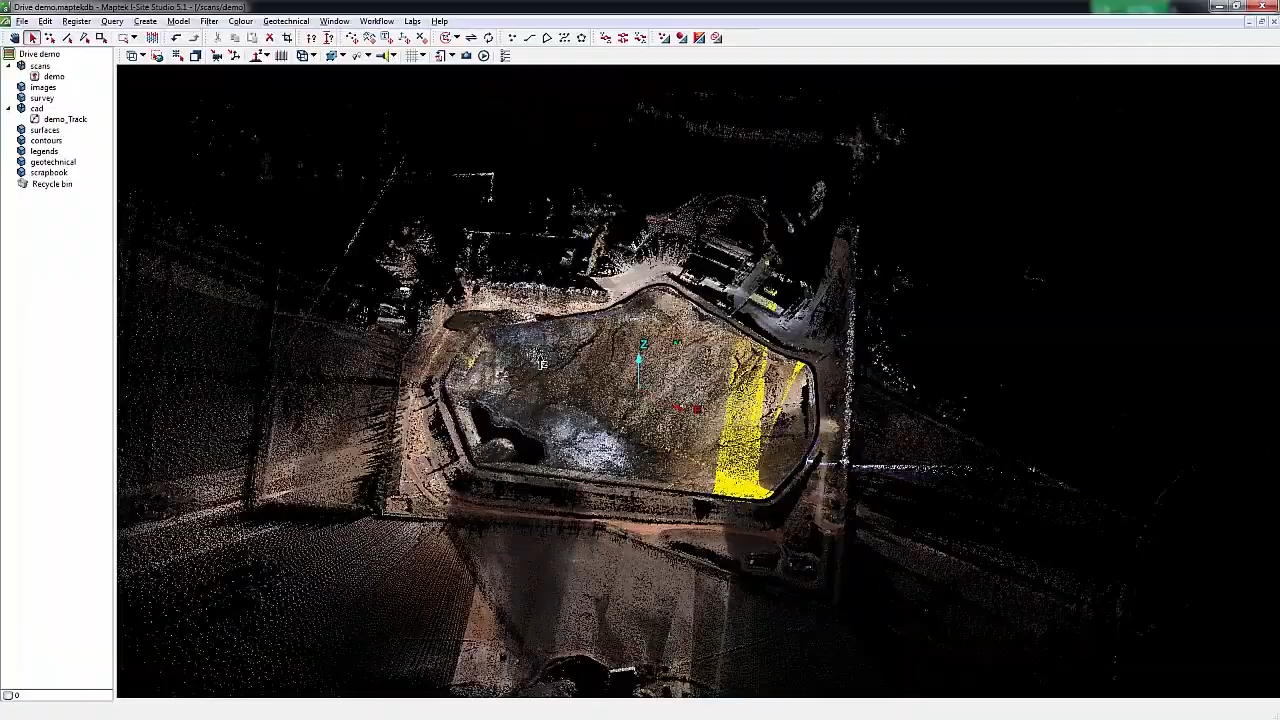 Drive demo.maptekdb - Maptek I-Site Studio 5.1 - [/scans/demo]
File Edit Register Query Create Model Filter Colour Geotechnical Window Workflow Labs Help
Drive demo
scans
demo
images
survey
cad
demo_Track
surfaces
contours
legends
geotechnical
scrapbook
Recycle bin
Z
0